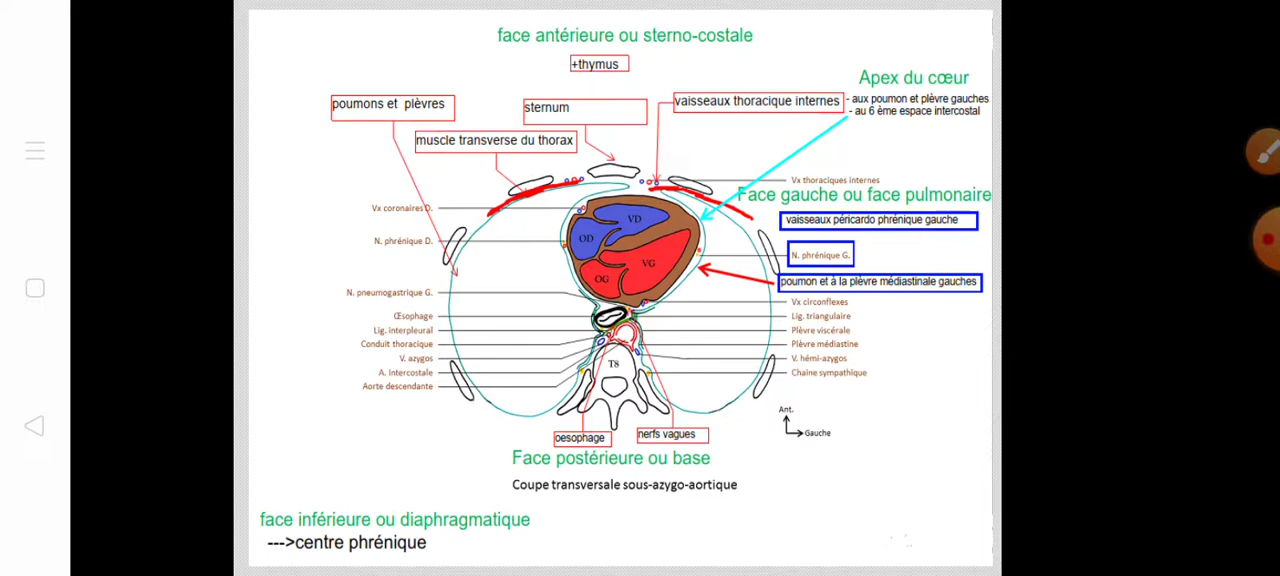 face antérieure ou sterno-costale
+thymus
Apex du cœur
- aux poumon et plèvre gauches
- au 6 ème espace intercostal
poumons et plèvres
sternum
vaisseaux thoracique internes
muscle transverse du thorax
Vx thoraciques internes
Face gauche ou face pulmonaire
vaisseaux péricardo phrénique gauche
Vx coronaires D.
N. phrénique D.
N. phrénique G.
poumon et à la plèvre médiastinale gauches
VD
OD
VG
OG
N. pneumogastrique G.
Œsophage
Lig. interpleural
Conduit thoracique
V. azygos
A. intercostale
Aorte descendante
Vx circonflexes
Lig. triangulaire
Plèvre viscérale
Plèvre médiastine
V. hémi-azygos
Chaine sympathique
T8
Ant.
Gauche
oesophage
nerfs vagues
Face postérieure ou base
Coupe transversale sous-azygo-aortique
face inférieure ou diaphragmatique
--->centre phrénique